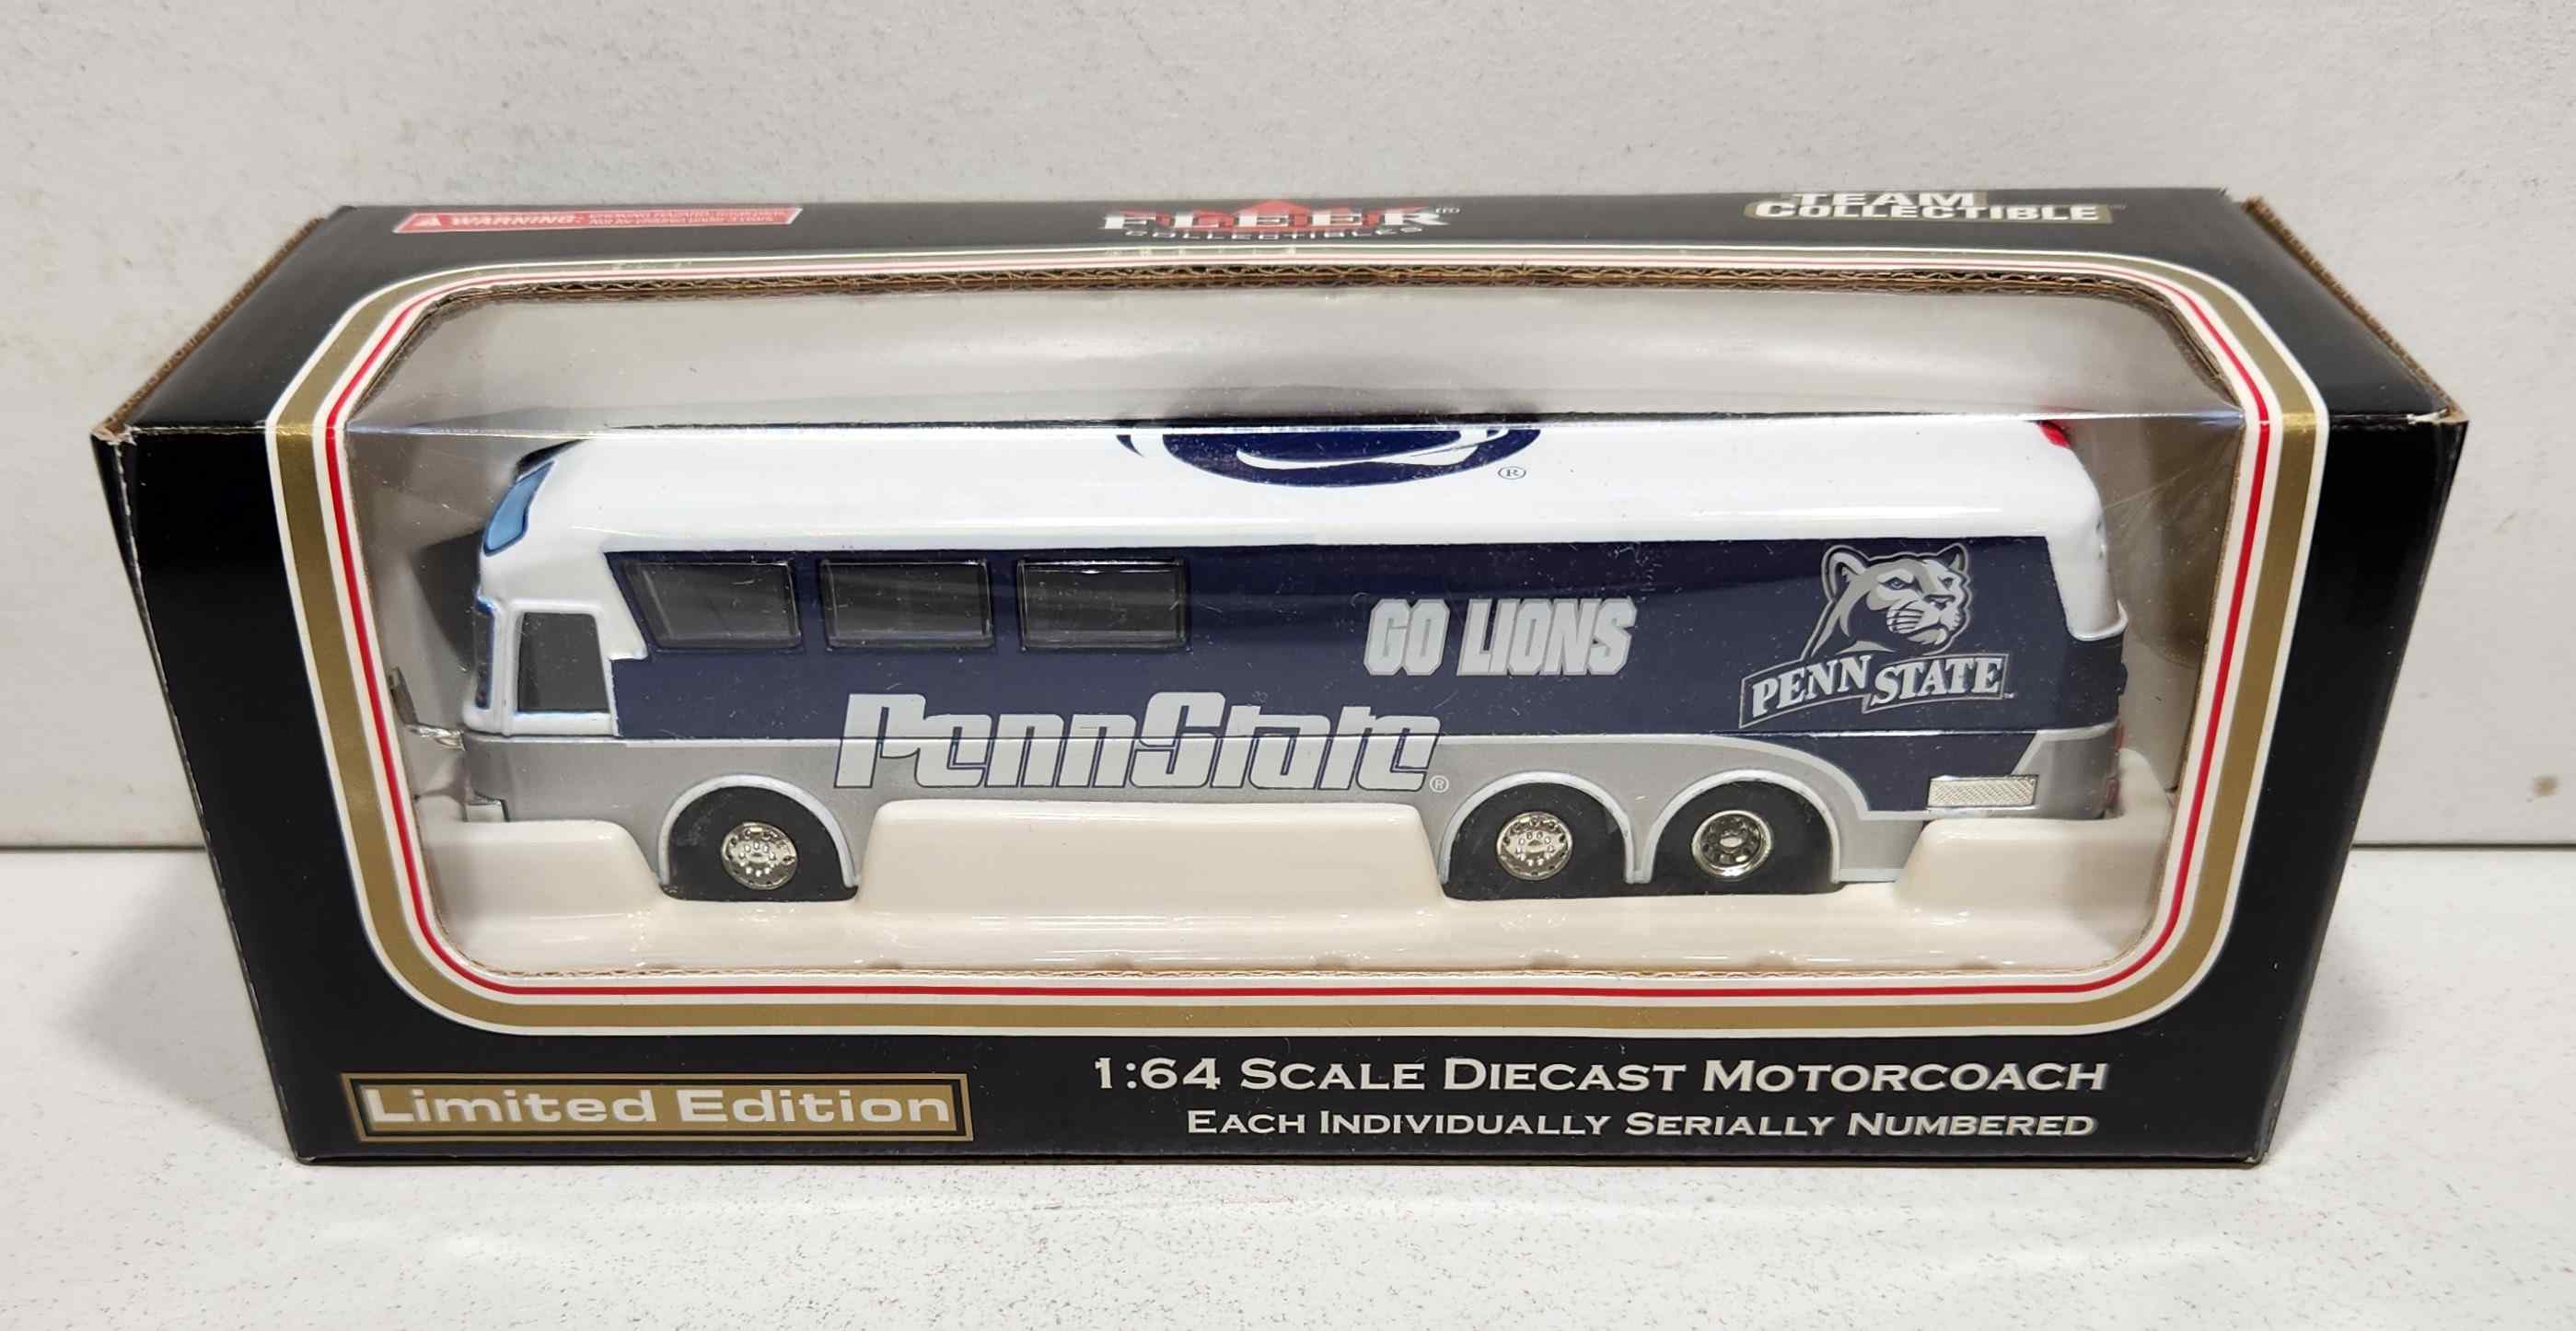 WARNING:
FLEER TM
COLLECTIBLES
TEAM
COLLECTIBLE
®
GO LIONS
PENN STATE
PennState®
1:64 SCALE DIECAST MOTORCOACH
Limited Edition
EACH INDIVIDUALLY SERIALLY NUMBERED